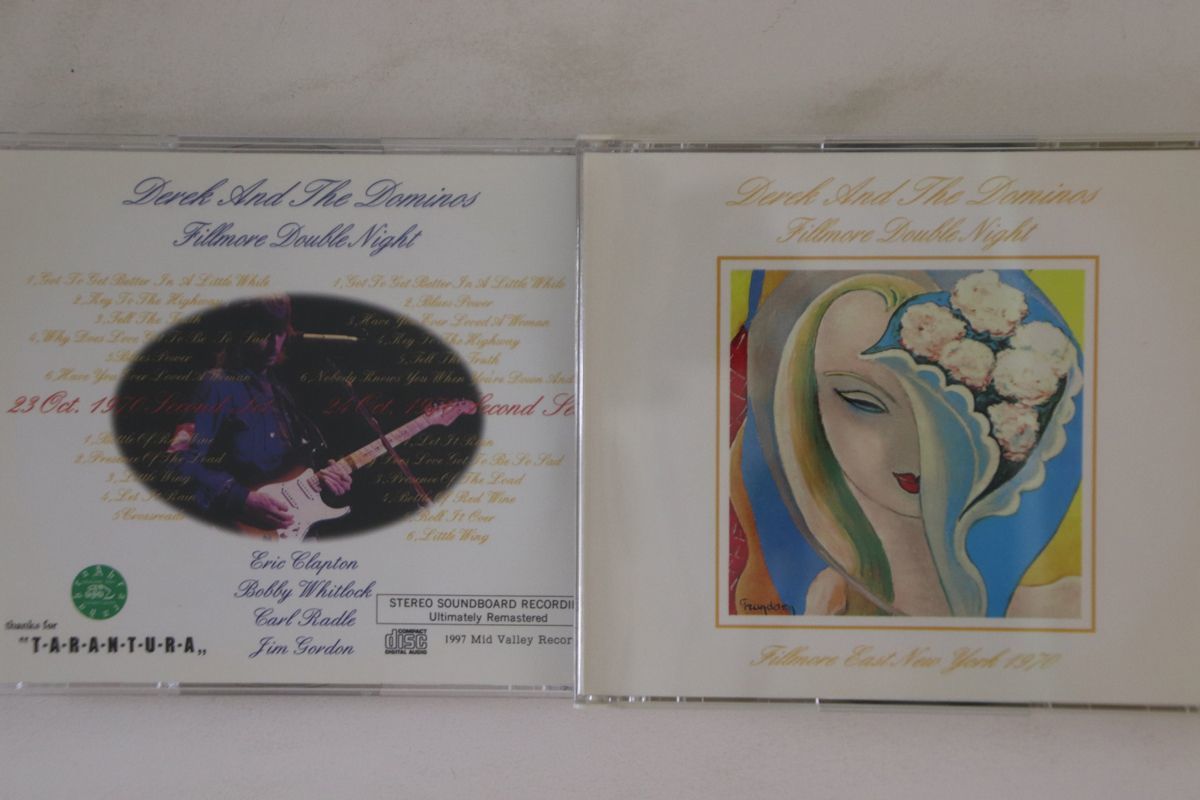 Derek And The Dominos
Fillmore Double Night
1, Got To Get Better In A Little While
2, Key To The Highway
3, Tell The Truth
4, Why Does Love Got To Be So Sad
5, Blues Power
6, Have You Ever Loved A Woman
23 Oct. 1970 Second Set
1, Bottle Of Red Wine
2, Presence Of The Load
3, Little Wing
4, Let It Rain
5 Crossroads
1, Got To Get Better In A Little While
2, Blues Power
3, Have You Ever Loved A Woman
4, Key To The Highway
5, Tell The Truth
6, Nobody Knows You When You're Down And
24 Oct. 1970 Second Se
1, Let It Rain
Love Got To Be So Sad
3, Presence Of The Load
4, Bottle Of Red Wine
Roll It Over
6, Little Wing
Eric Clapton
Bobby Whitlock
Carl Radle
Jim Gordon
thanks for
"T·A·R·A·N·T·U·R·A„
STEREO SOUNDBOARD RECORDI
Ultimately Remastered
COMPACT
disc
DIGITAL AUDIO
1997 Mid Valley Recor
Derek And The Dominos
Fillmore Double Night
Frandsen
Fillmore East New York 1970